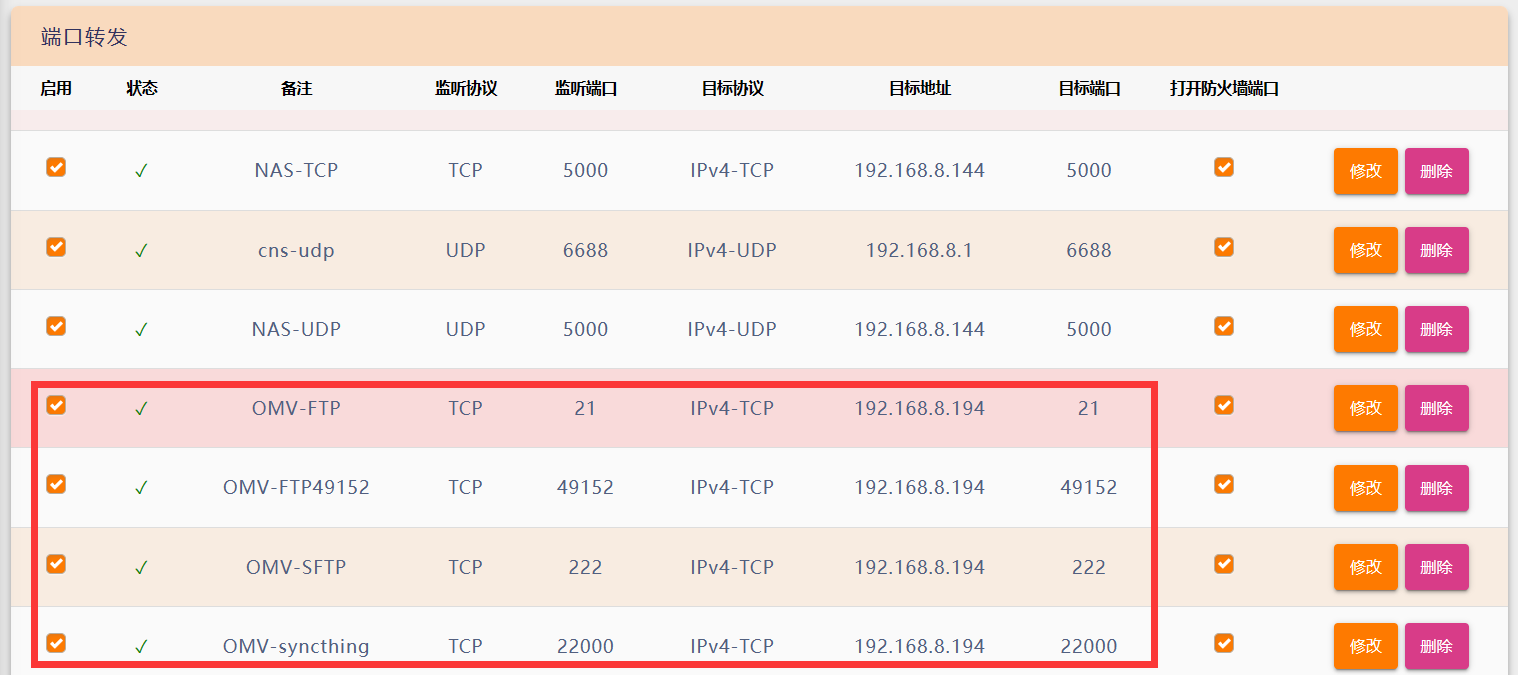 端口转发
启用 状态 备注 监听协议 监听端口 目标协议 目标地址 目标端口 打开防火墙端口
✓ NAS-TCP TCP 5000 IPv4-TCP 192.168.8.144 5000 修改 删除
✓ cns-udp UDP 6688 IPv4-UDP 192.168.8.1 6688 修改 删除
✓ NAS-UDP UDP 5000 IPv4-UDP 192.168.8.144 5000 修改 删除
✓ OMV-FTP TCP 21 IPv4-TCP 192.168.8.194 21 修改 删除
✓ OMV-FTP49152 TCP 49152 IPv4-TCP 192.168.8.194 49152 修改 删除
✓ OMV-SFTP TCP 222 IPv4-TCP 192.168.8.194 222 修改 删除
✓ OMV-syncthing TCP 22000 IPv4-TCP 192.168.8.194 22000 修改 删除